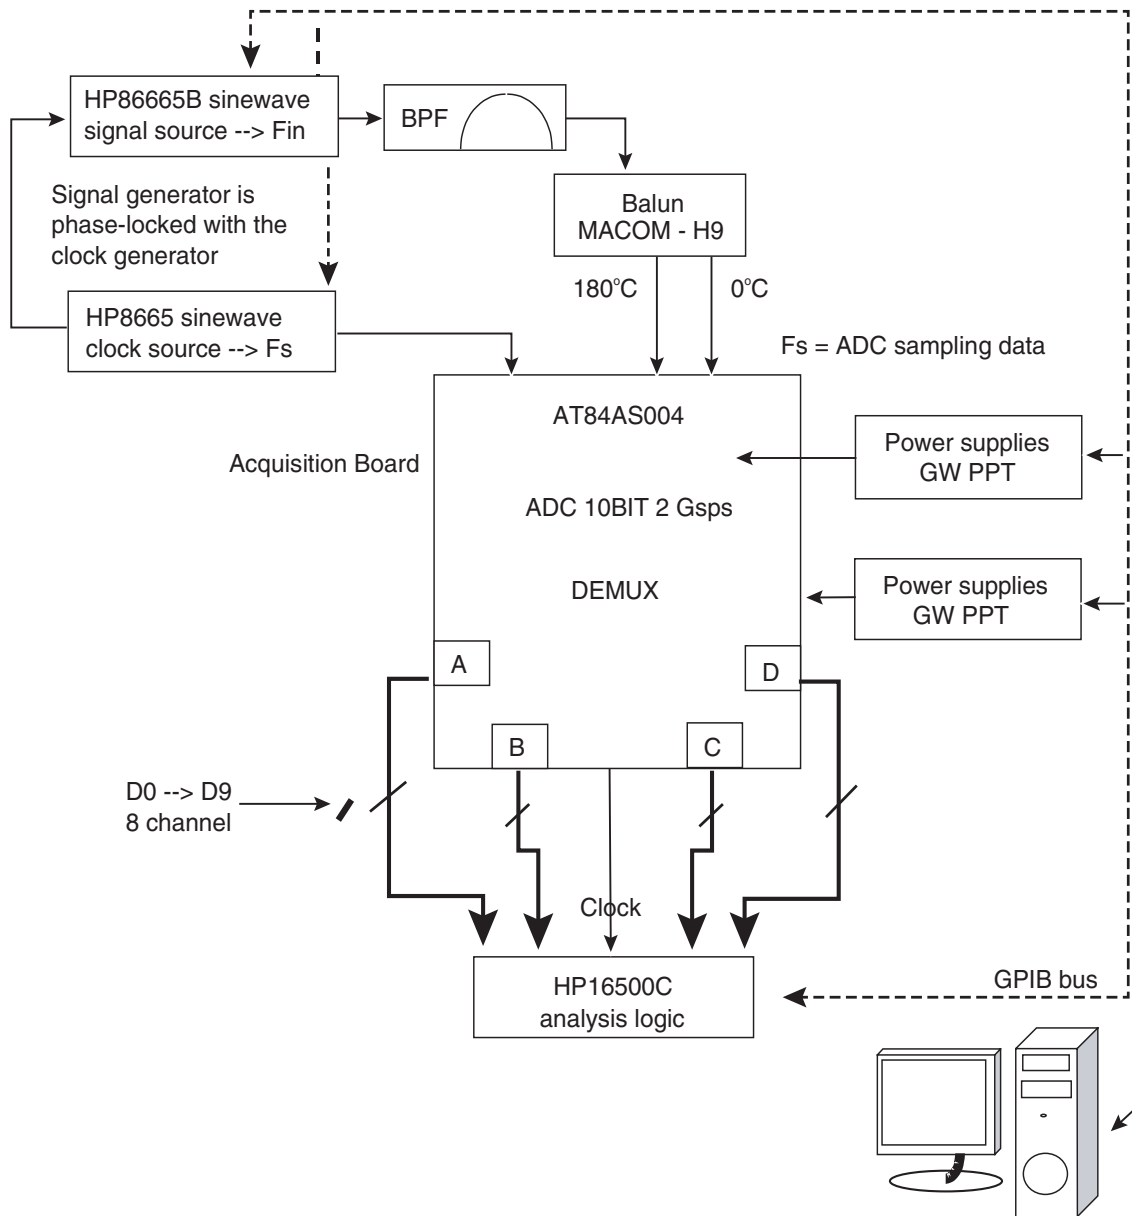 HP86665B sinewave
signal source --> Fin
BPF
Signal generator is
phase-locked with the
clock generator
Balun
MACOM - H9
180°C
0°C
HP8665 sinewave
clock source --> Fs
Fs = ADC sampling data
AT84AS004
Acquisition Board
Power supplies
GW PPT
ADC 10BIT 2 Gsps
DEMUX
Power supplies
GW PPT
A
D
B
C
D0 --> D9
8 channel
Clock
HP16500C
analysis logic
GPIB bus